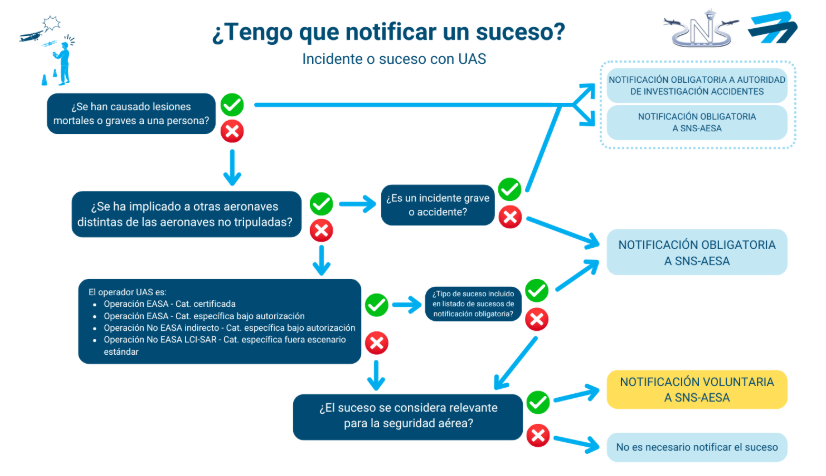 ¿Tengo que notificar un suceso?
Incidente o suceso con UAS
SNS
¿Se han causado lesiones
mortales o graves a una persona?
NOTIFICACIÓN OBLIGATORIA A AUTORIDAD
DE INVESTIGACIÓN ACCIDENTES
NOTIFICACIÓN OBLIGATORIA
A SNS-AESA
¿Se ha implicado a otras aeronaves
distintas de las aeronaves no tripuladas?
¿Es un incidente grave
o accidente?
NOTIFICACIÓN OBLIGATORIA
A SNS-AESA
El operador UAS es:
• Operación EASA - Cat. certificada
• Operación EASA - Cat. específica bajo autorización
• Operación No EASA indirecto - Cat. específica bajo autorización
• Operación No EASA LCI-SAR - Cat. específica fuera escenario
estándar
¿Tipo de suceso incluido
en listado de sucesos de
notificación obligatoria?
¿El suceso se considera relevante
para la seguridad aérea?
NOTIFICACIÓN VOLUNTARIA
A SNS-AESA
No es necesario notificar el suceso